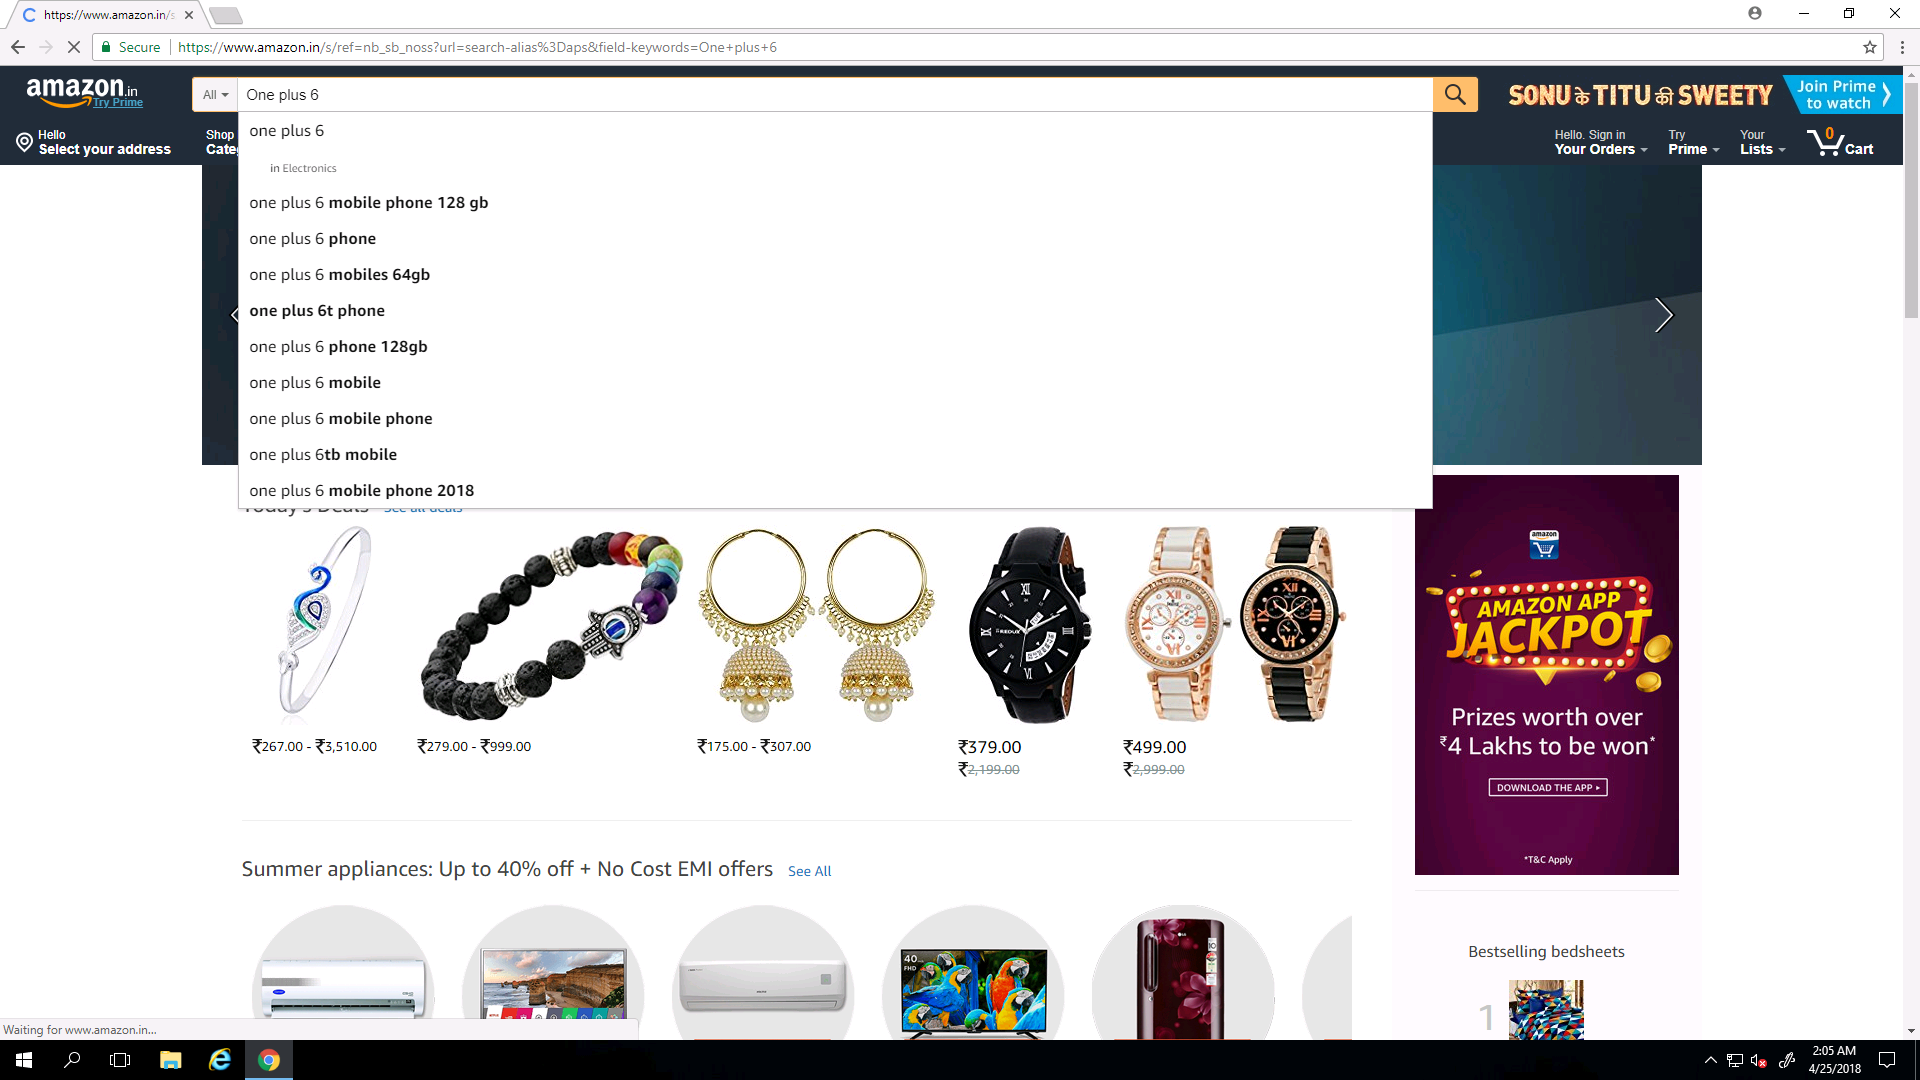 https://www.amazon.in/s
Secure
https://www.amazon.in/s/ref=nb_sb_noss?url=search-alias%3Daps&field-keywords=One+plus+6
amazon.in
Try Prime
All
One plus 6
SONU के TITU की SWEETY
Join Prime
to watch
Hello
Select your address
Shop
Cate
Hello. Sign in
Your Orders
Try
Prime
Your
Lists
0
Cart
one plus 6
in Electronics
one plus 6 mobile phone 128 gb
one plus 6 phone
one plus 6 mobiles 64gb
one plus 6t phone
one plus 6 phone 128gb
one plus 6 mobile
one plus 6 mobile phone
one plus 6tb mobile
one plus 6 mobile phone 2018
Today's Deals See all deals
₹267.00 - ₹3,510.00
₹279.00 - ₹999.00
₹175.00 - ₹307.00
₹379.00
₹2,199.00
₹499.00
₹2,999.00
amazon
AMAZON APP
JACKPOT
Prizes worth over
₹4 Lakhs to be won*
DOWNLOAD THE APP
*T&C Apply
Summer appliances: Up to 40% off + No Cost EMI offers See All
40
FHD
LG
Bestselling bedsheets
1
Waiting for www.amazon.in...
2:05 AM
4/25/2018